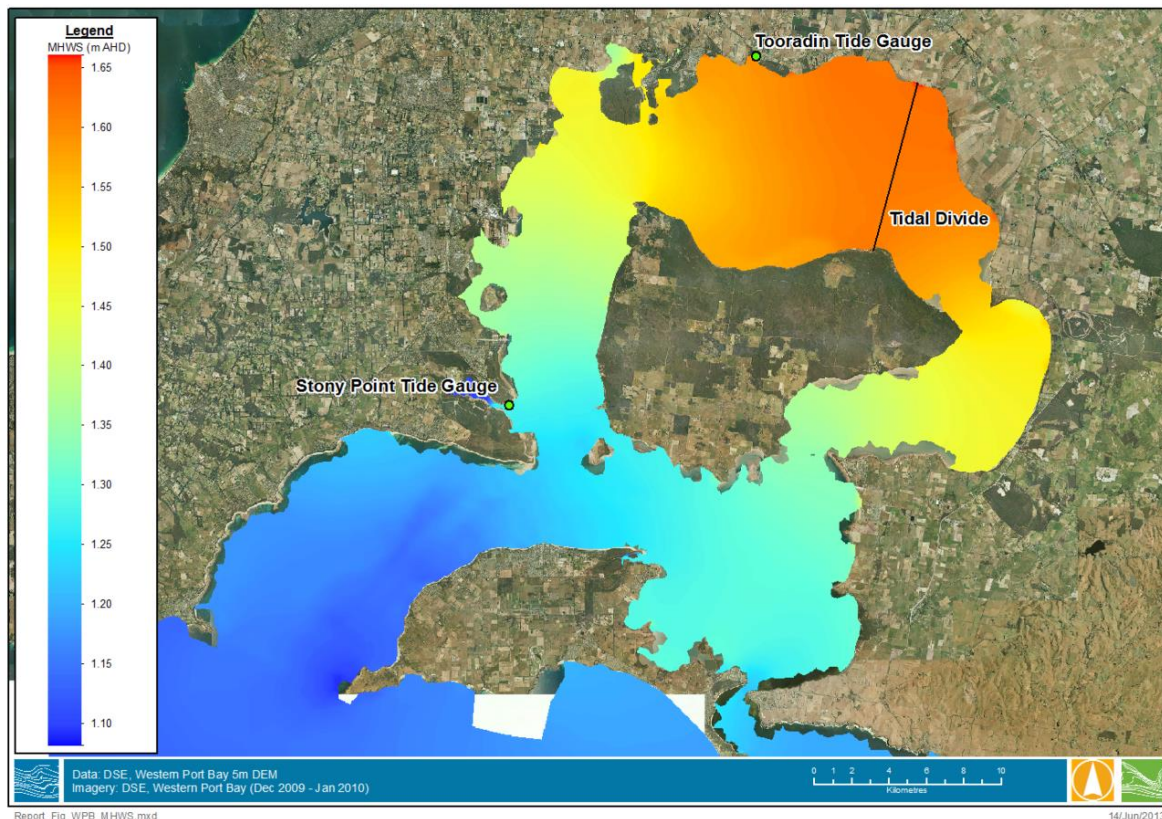 Legend
MHWS (m AHD)
1.65
1.60
1.55
1.50
1.45
1.40
1.35
1.30
1.25
1.20
1.15
1.10
Tooradin Tide Gauge
Tidal Divide
Stony Point Tide Gauge
Data: DSE, Western Port Bay 5m DEM
Imagery: DSE, Western Port Bay (Dec 2009 - Jan 2010)
0 1 2 4 6 8 10
Kilometres
Report_Fig_WPB_MHWS.mxd
14/Jun/2013